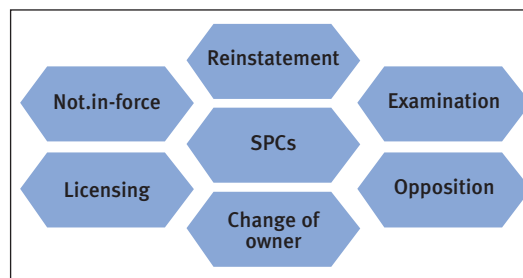 Reinstatement
Not.in-force
Examination
SPCs
Licensing
Opposition
Change of
owner